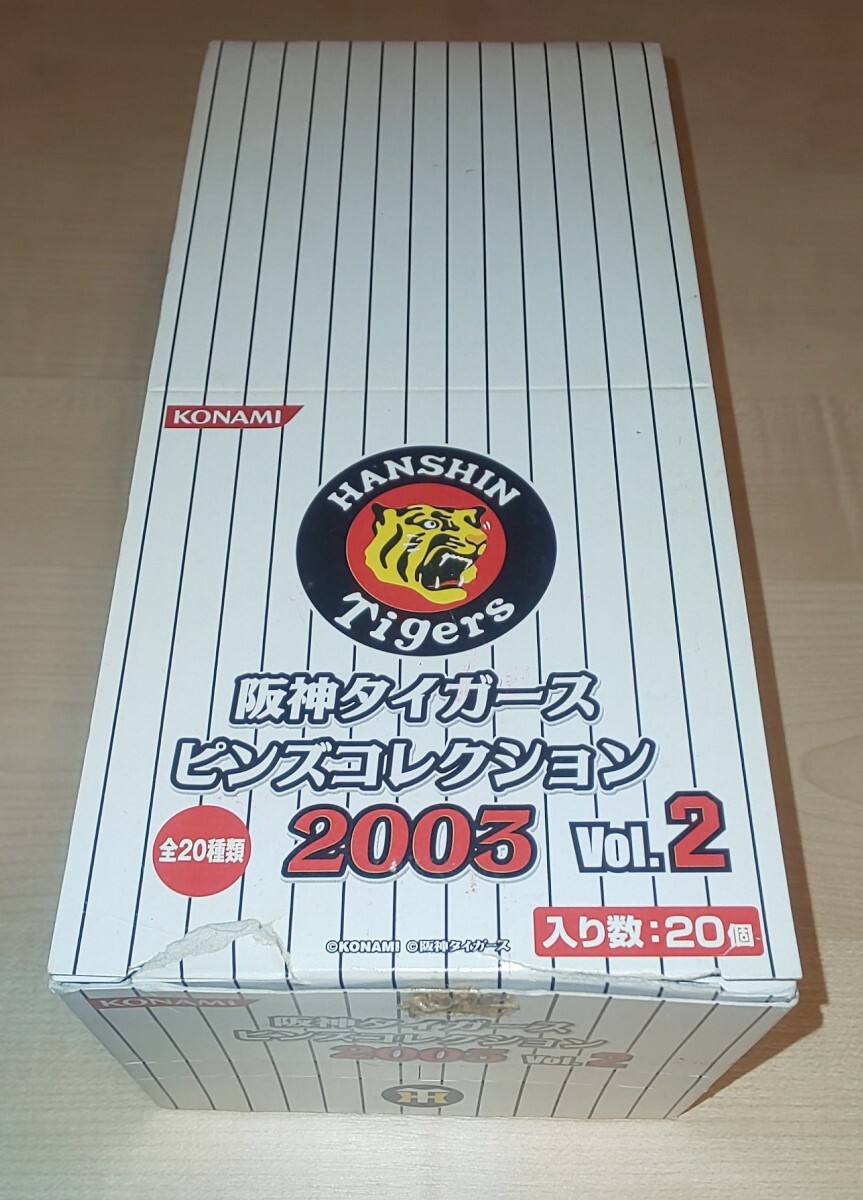 KONAMI
HANSHIN
Tigers
阪神タイガース
ピンズコレクション
全20種類
2003 Vol.2
入り数:20個
©KONAMI ©阪神タイガース
KONAMI
阪神タイガース
ピンズコレクション
2003 Vol.2